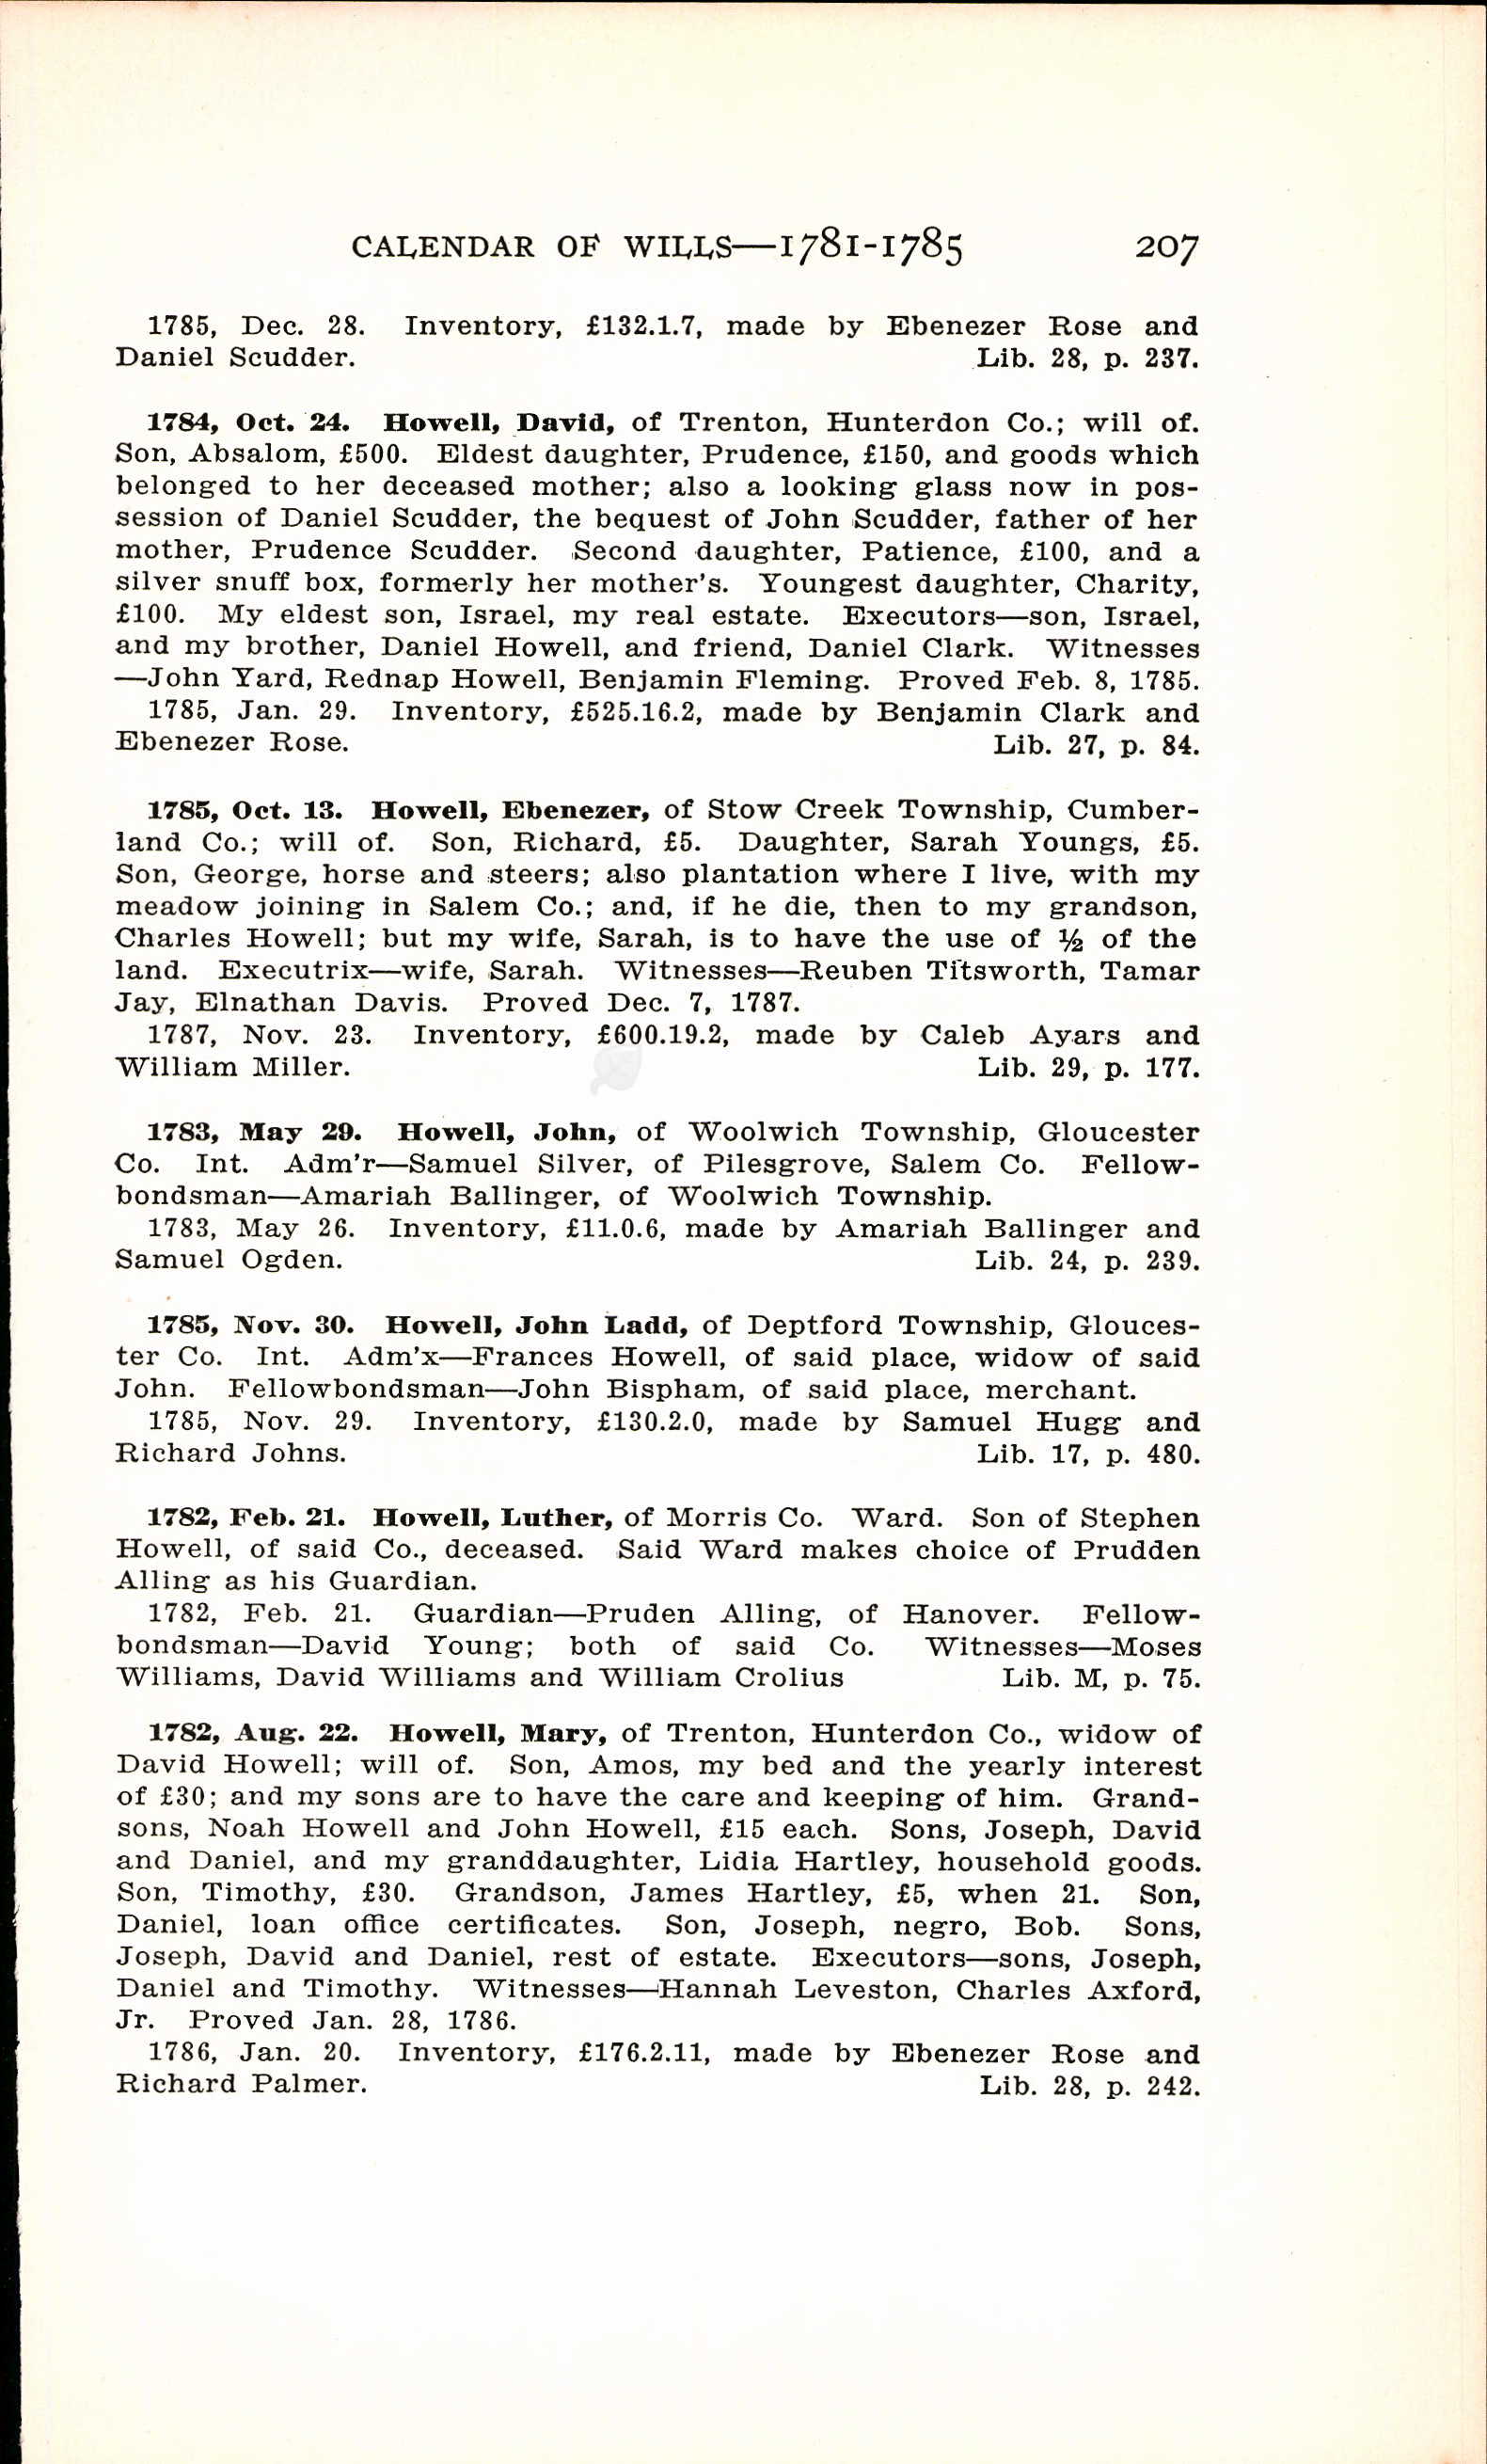 CALENDAR OF WILLS—1781-1785 207
1785, Dec. 28. Inventory, £132.1.7, made by Ebenezer Rose and
Daniel Scudder. Lib. 28, p. 237.
1784, Oct. 24. Howell, David, of Trenton, Hunterdon Co.; will of.
Son, Absalom, £500. Eldest daughter, Prudence, £150, and goods which
belonged to her deceased mother; also a looking glass now in pos-
session of Daniel Scudder, the bequest of John Scudder, father of her
mother, Prudence Scudder. Second daughter, Patience, £100, and a
silver snuff box, formerly her mother's. Youngest daughter, Charity,
£100. My eldest son, Israel, my real estate. Executors—son, Israel,
and my brother, Daniel Howell, and friend, Daniel Clark. Witnesses
—John Yard, Rednap Howell, Benjamin Fleming. Proved Feb. 8, 1785.
1785, Jan. 29. Inventory, £525.16.2, made by Benjamin Clark and
Ebenezer Rose. Lib. 27, p. 84.
1785, Oct. 13. Howell, Ebenezer, of Stow Creek Township, Cumber-
land Co.; will of. Son, Richard, £5. Daughter, Sarah Youngs, £5.
Son, George, horse and steers; also plantation where I live, with my
meadow joining in Salem Co.; and, if he die, then to my grandson,
Charles Howell; but my wife, Sarah, is to have the use of ½ of the
land. Executrix—wife, Sarah. Witnesses—Reuben Titsworth, Tamar
Jay, Elnathan Davis. Proved Dec. 7, 1787.
1787, Nov. 23. Inventory, £600.19.2, made by Caleb Ayars and
William Miller. Lib. 29, p. 177.
1783, May 29. Howell, John, of Woolwich Township, Gloucester
Co. Int. Adm'r—Samuel Silver, of Pilesgrove, Salem Co. Fellow-
bondsman—Amariah Ballinger, of Woolwich Township.
1783, May 26. Inventory, £11.0.6, made by Amariah Ballinger and
Samuel Ogden. Lib. 24, p. 239.
1785, Nov. 30. Howell, John Ladd, of Deptford Township, Glouces-
ter Co. Int. Adm'x—Frances Howell, of said place, widow of said
John. Fellowbondsman—John Bispham, of said place, merchant.
1785, Nov. 29. Inventory, £130.2.0, made by Samuel Hugg and
Richard Johns. Lib. 17, p. 480.
1782, Feb. 21. Howell, Luther, of Morris Co. Ward. Son of Stephen
Howell, of said Co., deceased. Said Ward makes choice of Prudden
Alling as his Guardian.
1782, Feb. 21. Guardian—Pruden Alling, of Hanover. Fellow-
bondsman—David Young; both of said Co. Witnesses—Moses
Williams, David Williams and William Crolius Lib. M, p. 75.
1782, Aug. 22. Howell, Mary, of Trenton, Hunterdon Co., widow of
David Howell; will of. Son, Amos, my bed and the yearly interest
of £30; and my sons are to have the care and keeping of him. Grand-
sons, Noah Howell and John Howell, £15 each. Sons, Joseph, David
and Daniel, and my granddaughter, Lidia Hartley, household goods.
Son, Timothy, £30. Grandson, James Hartley, £5, when 21. Son,
Daniel, loan office certificates. Son, Joseph, negro, Bob. Sons,
Joseph, David and Daniel, rest of estate. Executors—sons, Joseph,
Daniel and Timothy. Witnesses—Hannah Leveston, Charles Axford,
Jr. Proved Jan. 28, 1786.
1786, Jan. 20. Inventory, £176.2.11, made by Ebenezer Rose and
Richard Palmer. Lib. 28, p. 242.